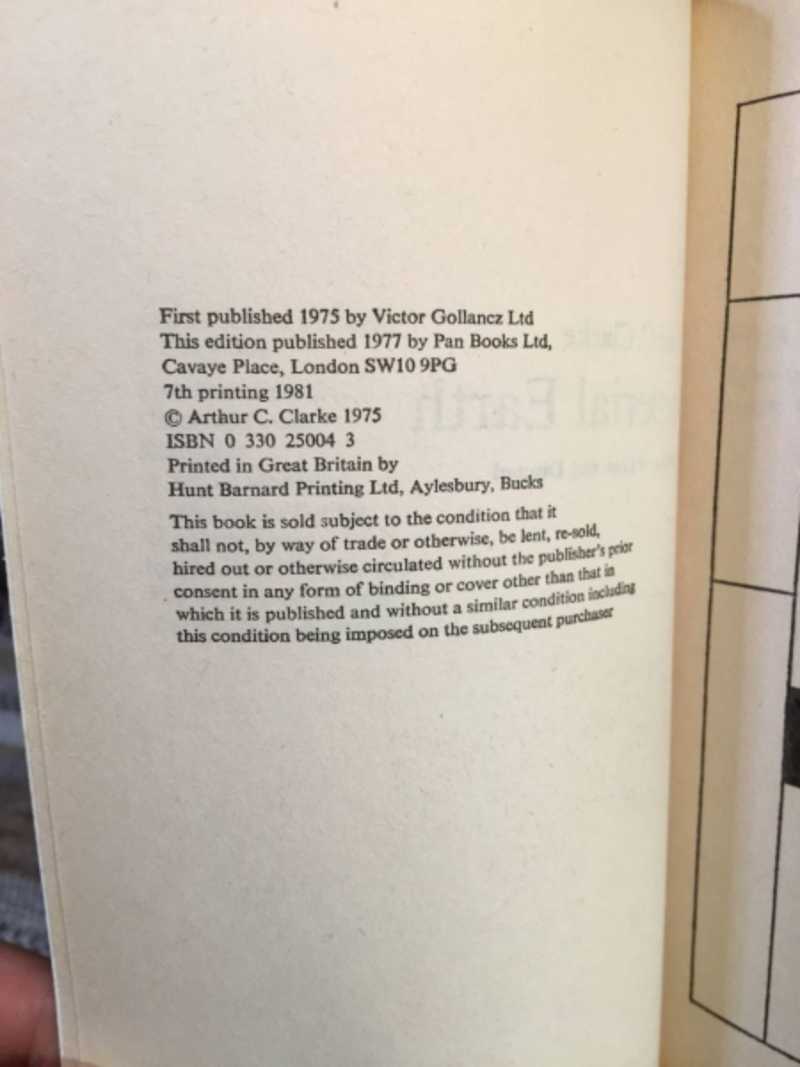 First published 1975 by Victor Gollancz Ltd
This edition published 1977 by Pan Books Ltd,
Cavaye Place, London SW10 9PG
7th printing 1981
© Arthur C. Clarke 1975
ISBN 0 330 25004 3
Printed in Great Britain by
Hunt Barnard Printing Ltd, Aylesbury, Bucks
This book is sold subject to the condition that it
shall not, by way of trade or otherwise, be lent, re-sold,
hired out or otherwise circulated without the publisher's prior
consent in any form of binding or cover other than that in
which it is published and without a similar condition including
this condition being imposed on the subsequent purchaser